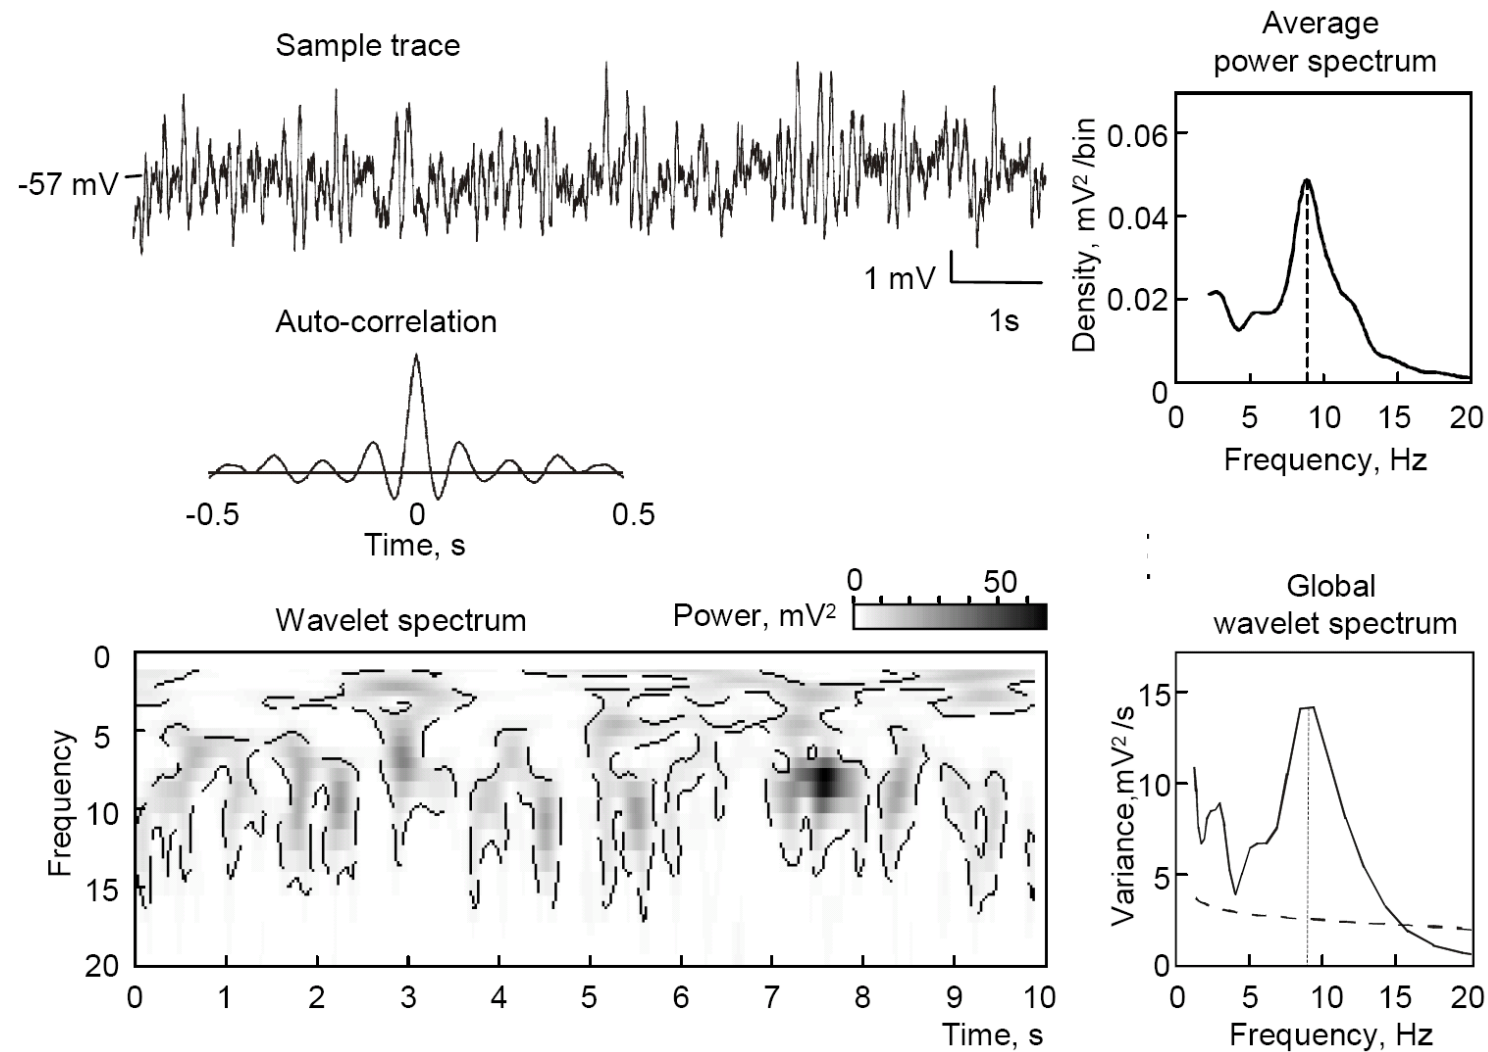 Sample trace
-57 mV
1 mV
1s
Average
power spectrum
Density, mV2/bin
0.06
0.04
0.02
0
0 5 10 15 20
Frequency, Hz
Auto-correlation
-0.5 0 0.5
Time, s
Wavelet spectrum
Power, mV2
0 50
Frequency
0
5
10
15
20
0 1 2 3 4 5 6 7 8 9 10
Time, s
Global
wavelet spectrum
Variance,mV2/s
15
10
5
0
0 5 10 15 20
Frequency, Hz